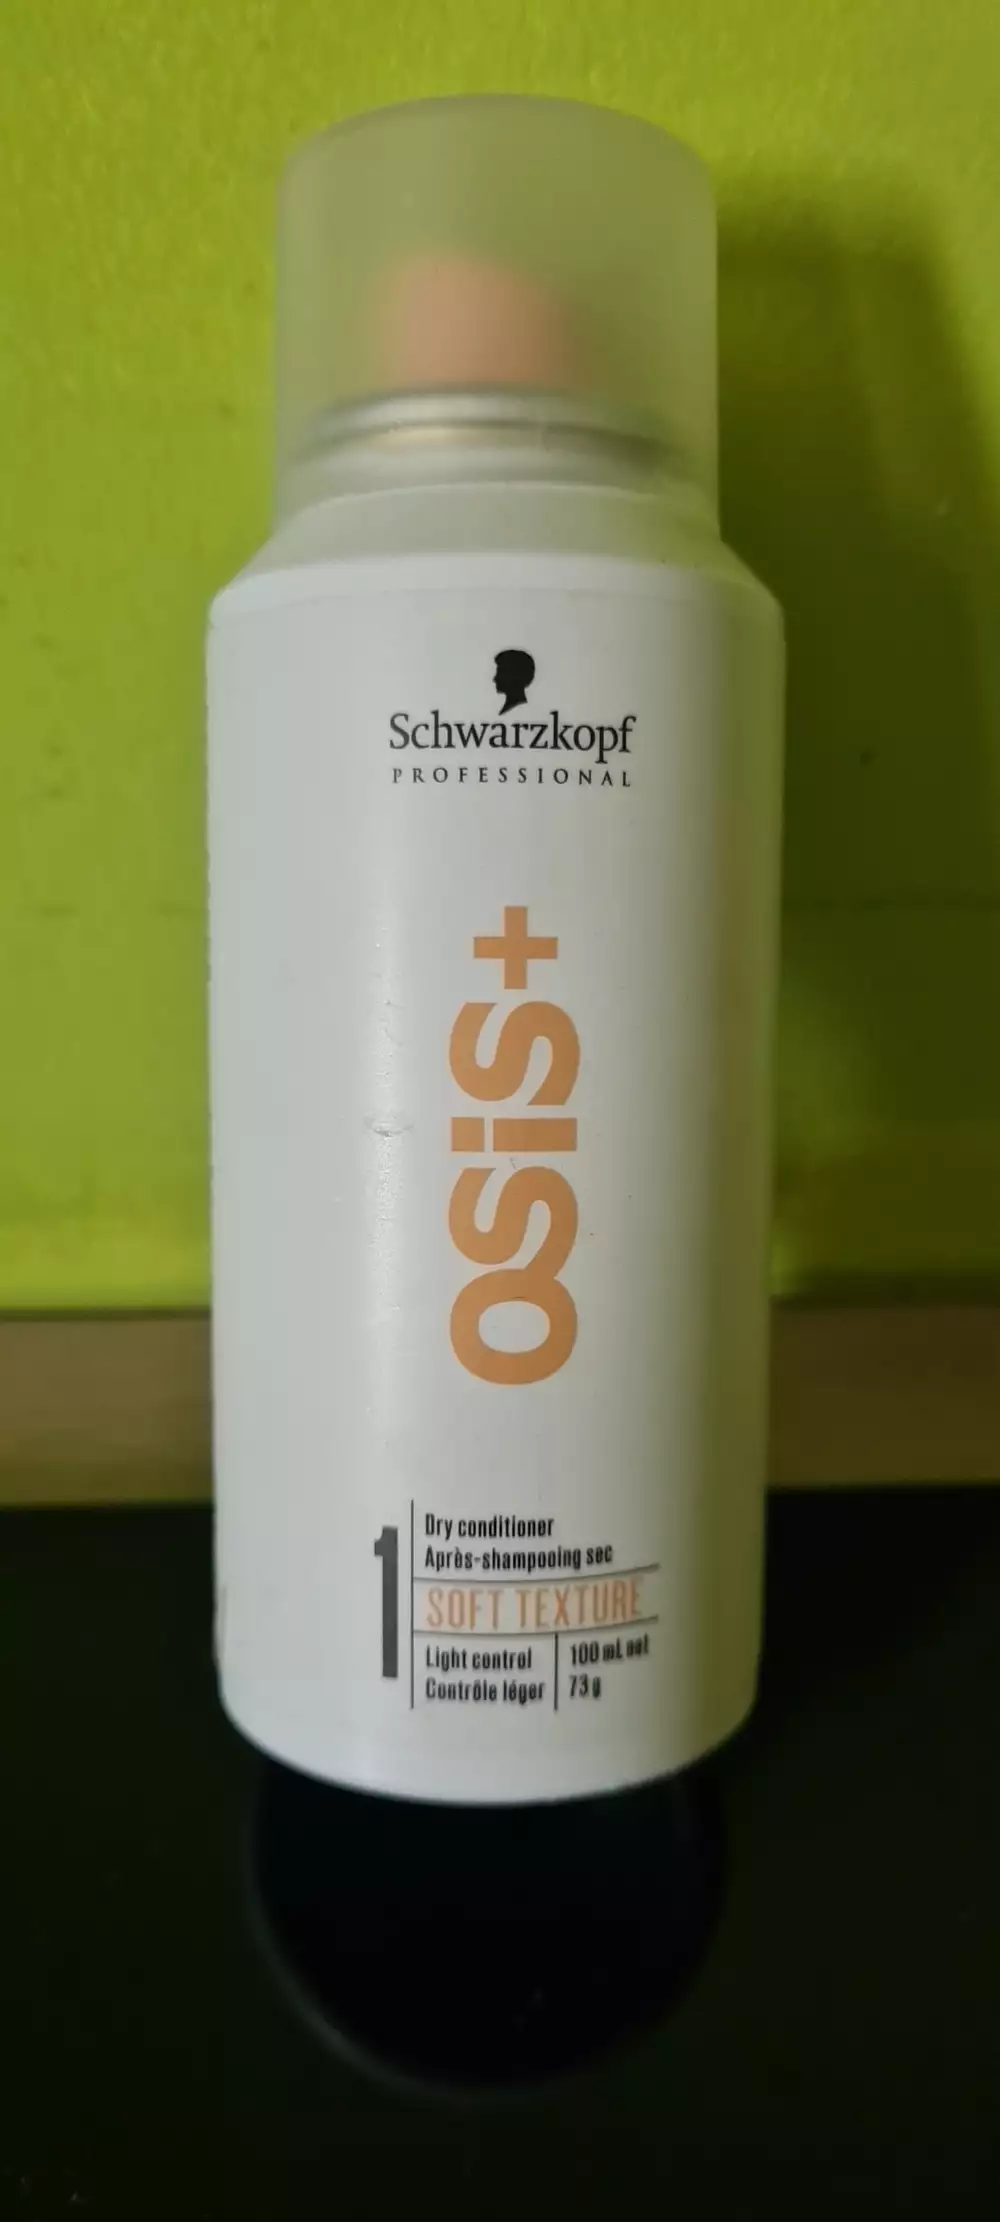 Schwarzkopf
PROFESSIONAL
OSiS+
1
Dry conditioner
Après-shampooing sec
SOFT TEXTURE
Light control
Contrôle léger
100 mL net
73 g